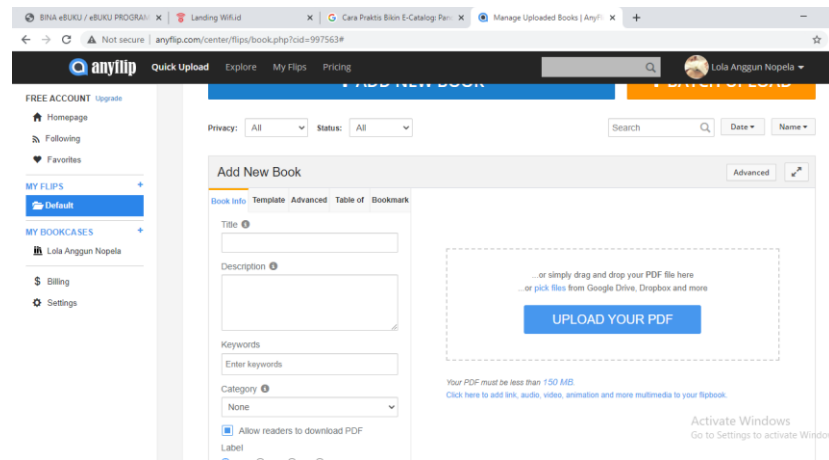 BINA eBUKU / eBUKU PROGRAM
Landing Wifi.id
Cara Praktis Bikin E-Catalog: Pan
Manage Uploaded Books | AnyFl
Not secure | anyflip.com/center/flips/book.php?cid=997563#
anyflip Quick Upload Explore My Flips Pricing Lola Anggun Nopela
FREE ACCOUNT Upgrade
Homepage
Following
Favorites
MY FLIPS +
Default
MY BOOKCASES +
Lola Anggun Nopela
Billing
Settings
ADD NEW BOOK
BATCH UPLOAD
Privacy: All Status: All Search Date Name
Add New Book Advanced
Book Info Template Advanced Table of Bookmark
Title
Description
Keywords
Enter keywords
Category
None
Allow readers to download PDF
Label
...or simply drag and drop your PDF file here
...or pick files from Google Drive, Dropbox and more
UPLOAD YOUR PDF
Your PDF must be less than 150 MB.
Click here to add link, audio, video, animation and more multimedia to your flipbook.
Activate Windows
Go to Settings to activate Windo